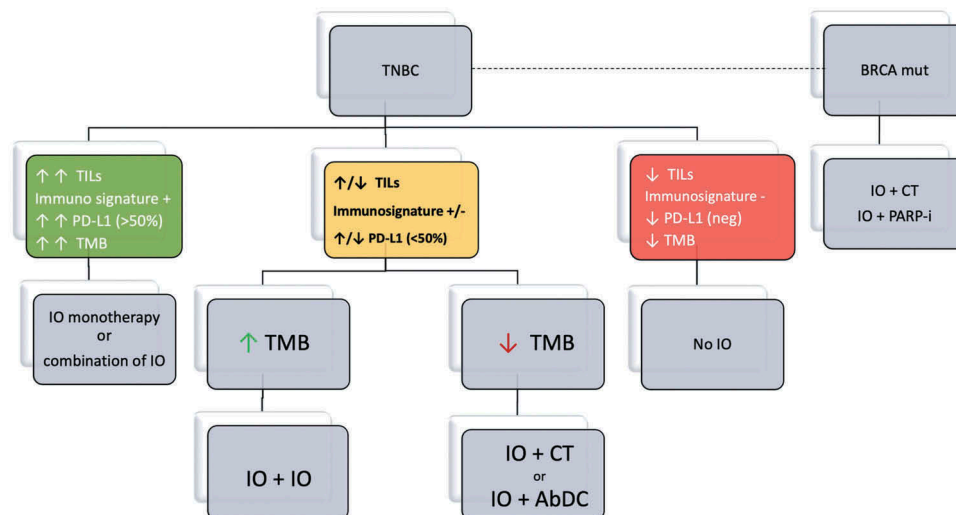 TNBC
BRCA mut
↑ ↑ TILs
Immuno signature +
↑ ↑ PD-L1 (>50%)
↑ ↑ TMB
↑/↓ TILs
Immunosignature +/-
↑/↓ PD-L1 (<50%)
↓ TILs
Immunosignature -
↓ PD-L1 (neg)
↓ TMB
IO + CT
IO + PARP-i
IO monotherapy
or
combination of IO
↑ TMB
↓ TMB
No IO
IO + IO
IO + CT
or
IO + AbDC